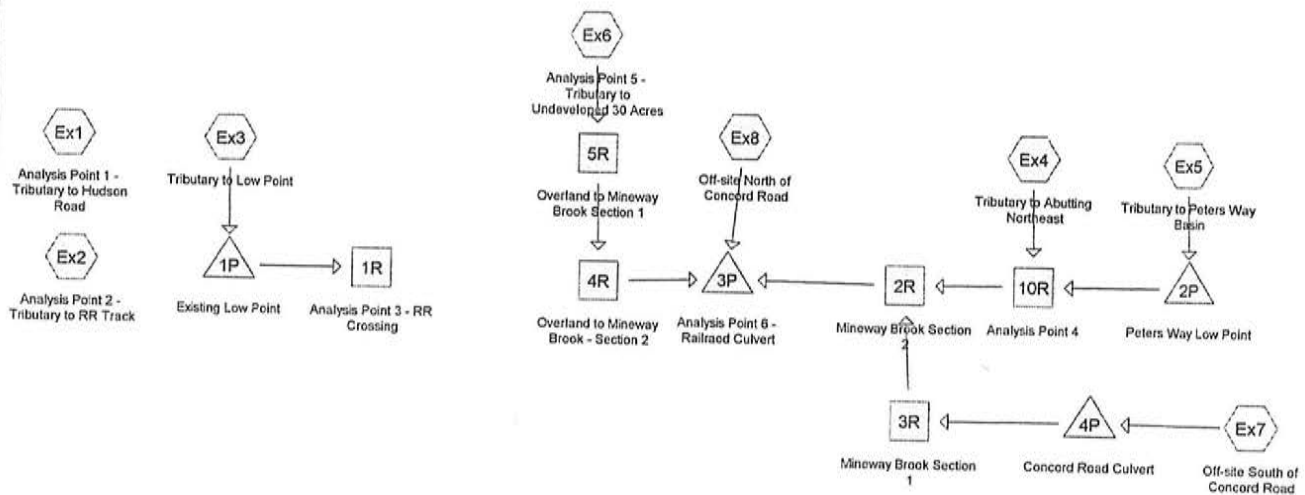 Ex6
Analysis Point 5 -
Tributary to
Undeveloped 30 Acres
Ex1
Analysis Point 1 -
Tributary to Hudson
Road
Ex3
Tributary to Low Point
5R
Overland to Mineway
Brook Section 1
Ex8
Off-site North of
Concord Road
Ex4
Tributary to Abutting
Northeast
Ex5
Tributary to Peters Way
Basin
Ex2
Analysis Point 2 -
Tributary to RR Track
1P
Existing Low Point
1R
Analysis Point 3 - RR
Crossing
4R
Overland to Mineway
Brook - Section 2
3P
Analysis Point 6 -
Railraod Culvert
2R
Mineway Brook Section
2
10R
Analysis Point 4
2P
Peters Way Low Point
3R
Mineway Brook Section
1
4P
Concord Road Culvert
Ex7
Off-site South of
Concord Road